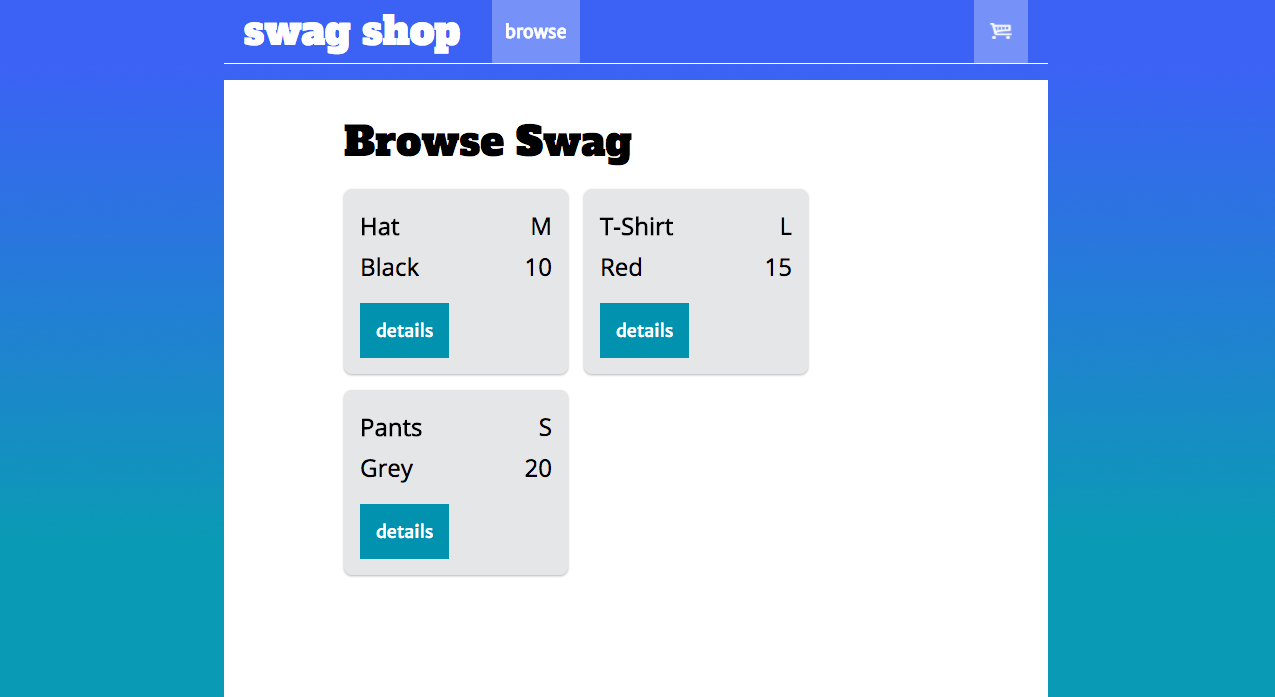 swag shop browse
Browse Swag
Hat M
Black 10
details
T-Shirt L
Red 15
details
Pants S
Grey 20
details